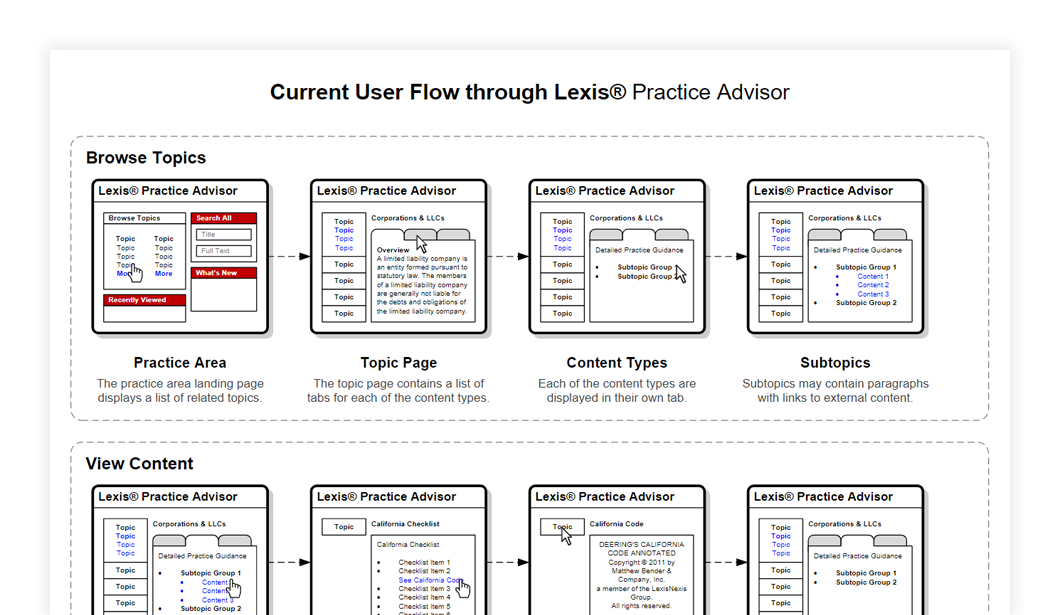 Current User Flow through Lexis® Practice Advisor
Browse Topics
Lexis® Practice Advisor
Browse Topics
Topic
Topic
Topic
Topic
More
Topic
Topic
Topic
Topic
More
Search All
Title
Full Text
What's New
Recently Viewed
Practice Area
The practice area landing page
displays a list of related topics.
Lexis® Practice Advisor
Topic
Topic
Topic
Topic
Topic
Topic
Topic
Topic
Corporations & LLCs
Overview
A limited liability company is
an entity formed pursuant to
statutory law. The members
of a limited liability company
are generally not liable for
the debts and obligations of
the limited liability company.
Topic Page
The topic page contains a list of
tabs for each of the content types.
Lexis® Practice Advisor
Topic
Topic
Topic
Topic
Topic
Topic
Topic
Topic
Corporations & LLCs
Detailed Practice Guidance
• Subtopic Group
• Subtopic Group 2
Content Types
Each of the content types are
displayed in their own tab.
Lexis® Practice Advisor
Topic
Topic
Topic
Topic
Topic
Topic
Topic
Topic
Corporations & LLCs
Detailed Practice Guidance
• Subtopic Group 1
• Content 1
• Content 2
• Content 3
• Subtopic Group 2
Subtopics
Subtopics may contain paragraphs
with links to external content.
View Content
Lexis® Practice Advisor
Topic
Topic
Topic
Topic
Topic
Topic
Topic
Corporations & LLCs
Detailed Practice Guidance
• Subtopic Group 1
• Content
• Content
• Content 3
• Subtopic Group 2
Lexis® Practice Advisor
Topic
California Checklist
California Checklist
• Checklist Item 1
• Checklist Item 2
See California Code
• Checklist Item 3
• Checklist Item 4
• Checklist Item 5
• Checklist Item 6
Lexis® Practice Advisor
Topic
California Code
DEERING'S CALIFORNIA
CODE ANNOTATED
Copyright © 2011 by
Matthew Bender &
Company, Inc.
a member of the LexisNexis
Group.
All rights reserved.
Lexis® Practice Advisor
Topic
Topic
Topic
Topic
Topic
Topic
Topic
Corporations & LLCs
Detailed Practice Guidance
• Subtopic Group 1
• Subtopic Group 2